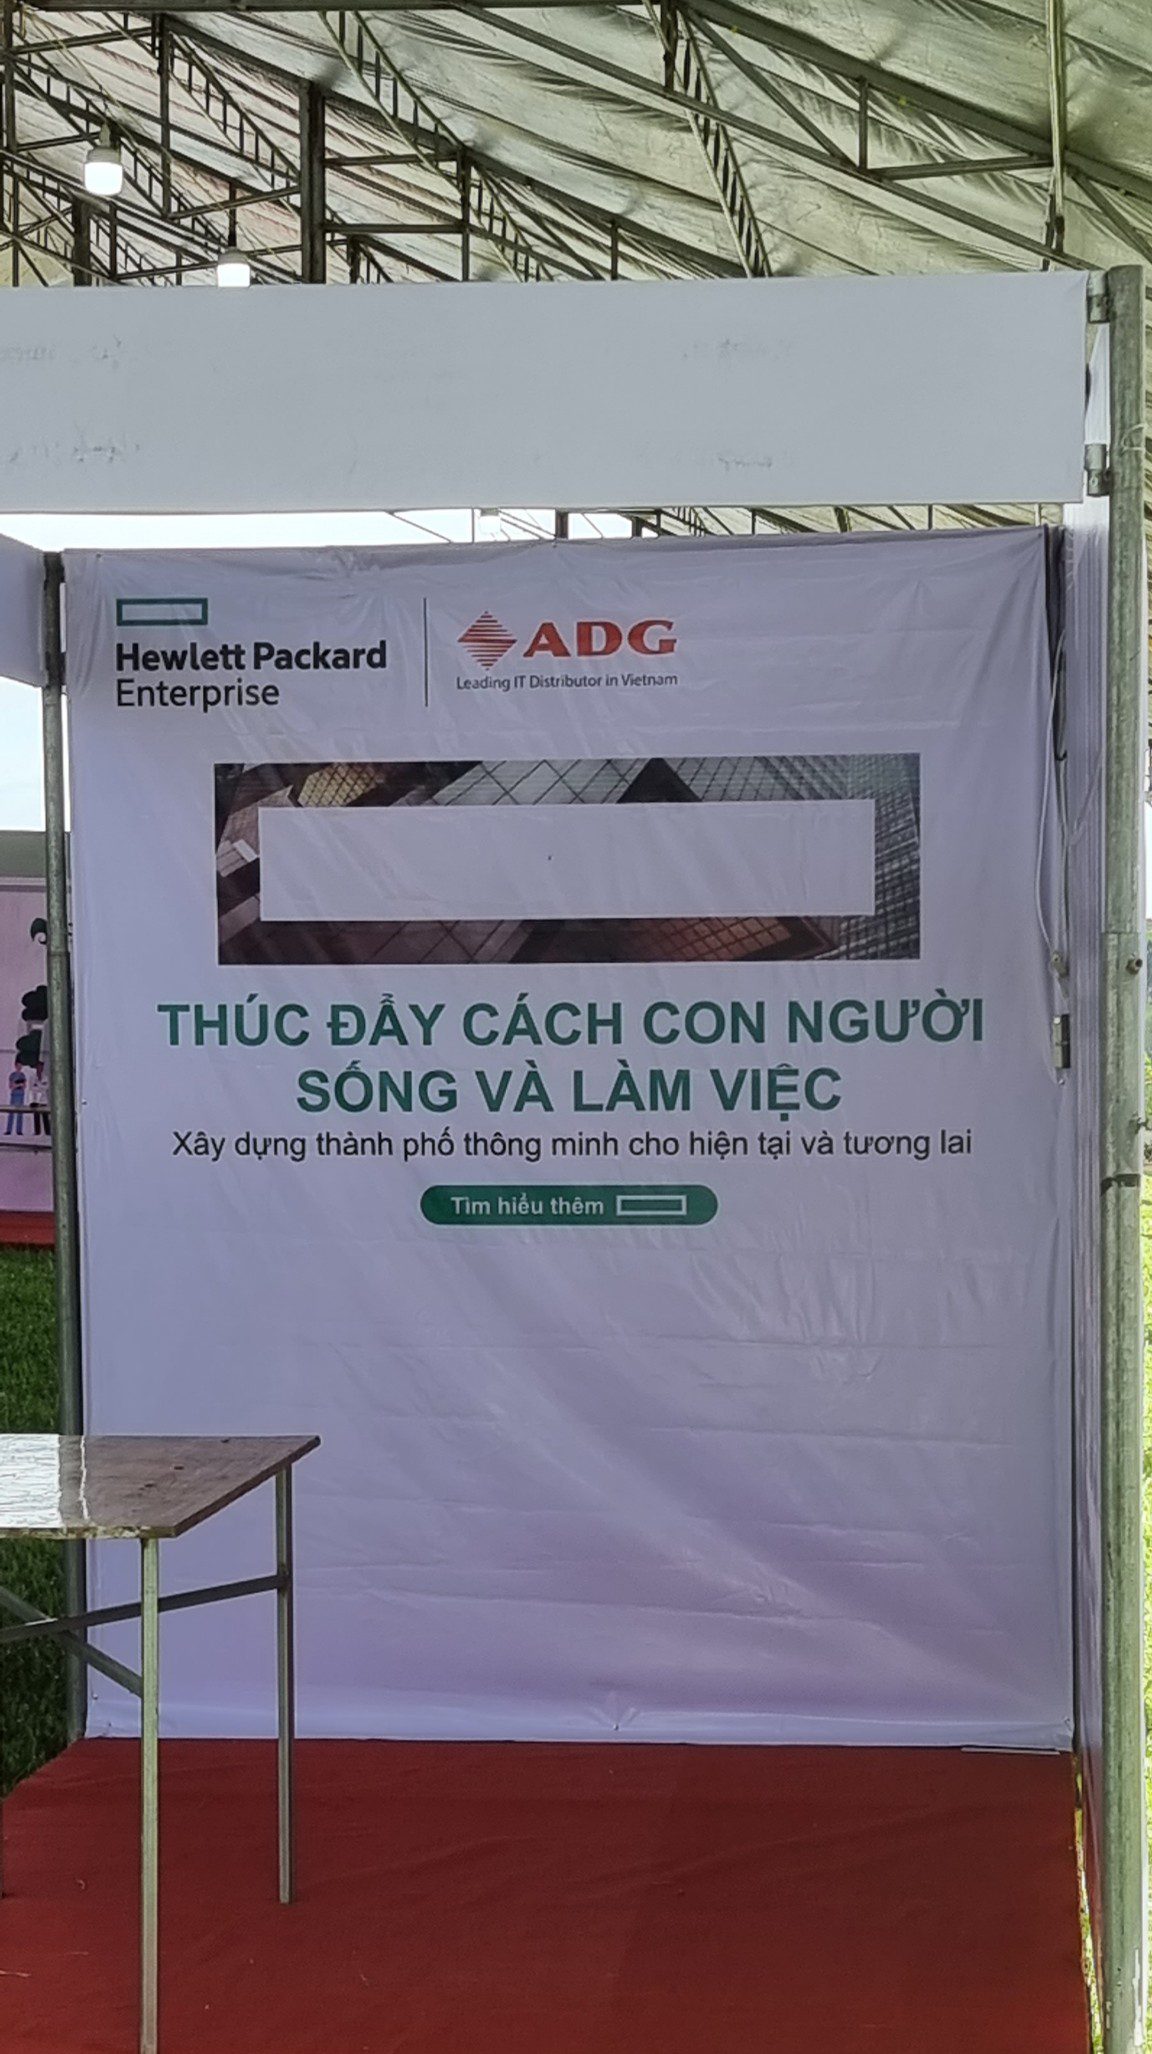 Hewlett Packard
Enterprise
ADG
Leading IT Distributor in Vietnam
THÚC ĐẨY CÁCH CON NGƯỜI
SỐNG VÀ LÀM VIỆC
Xây dựng thành phố thông minh cho hiện tại và tương lai
Tìm hiểu thêm